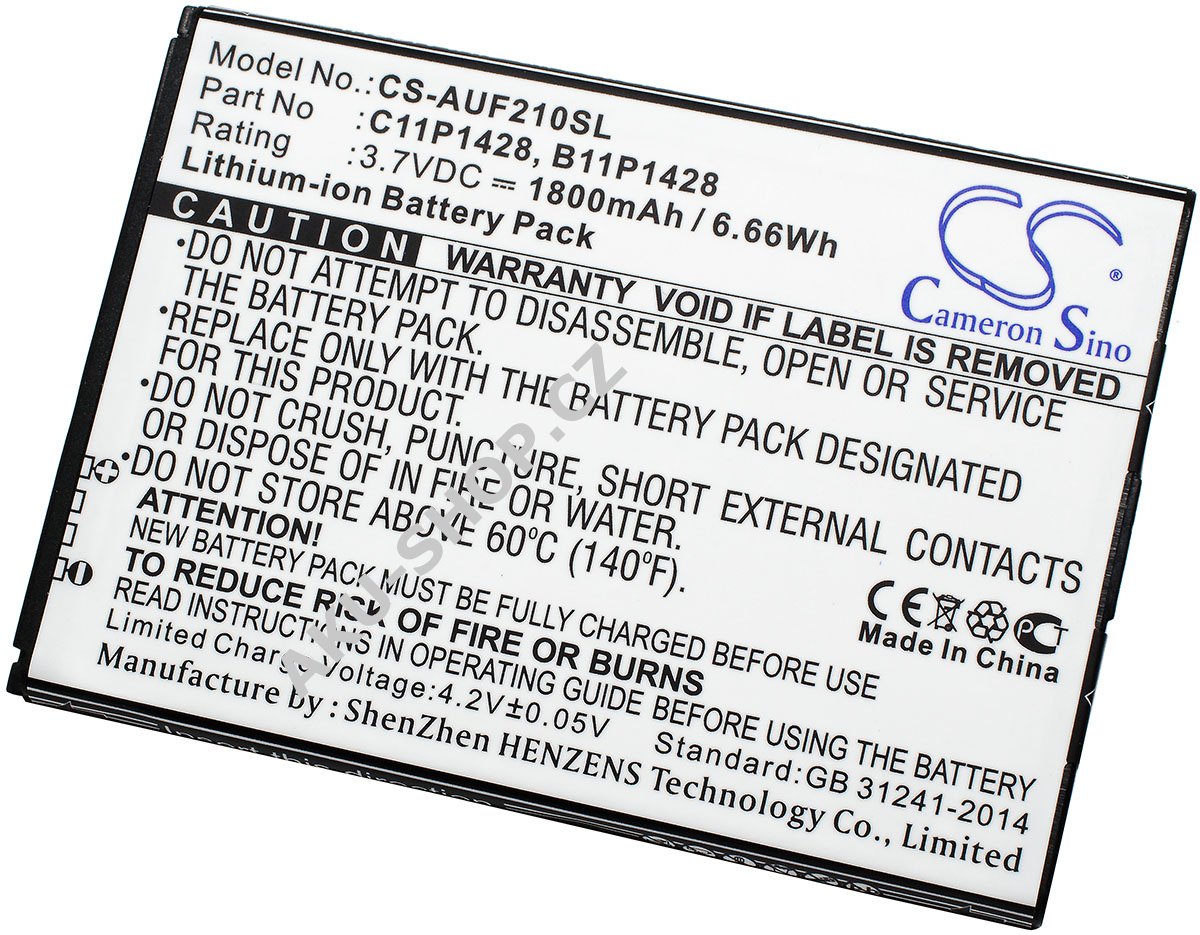 Model No.:CS-AUF210SL
Part No :C11P1428, B11P1428
Rating :3.7VDC ⎓ 1800mAh / 6.66Wh
Lithium-ion Battery Pack
CS®
Cameron Sino
CAUTION WARRANTY VOID IF LABEL IS REMOVED
•DO NOT ATTEMPT TO DISASSEMBLE, OPEN OR SERVICE
THE BATTERY PACK.
•REPLACE ONLY WITH THE BATTERY PACK DESIGNATED
FOR THIS PRODUCT.
•DO NOT CRUSH, PUNCTURE, SHORT EXTERNAL CONTACTS
OR DISPOSE OF IN FIRE OR WATER.
•DO NOT STORE ABOVE 60°C (140°F).
ATTENTION!
NEW BATTERY PACK MUST BE FULLY CHARGED BEFORE USE
TO REDUCE RISK OF FIRE OR BURNS
READ INSTRUCTIONS IN OPERATING GUIDE BEFORE USING THE BATTERY
Limited Charge Voltage:4.2V±0.05V
Standard:GB 31241-2014
Manufacture by:ShenZhen HENZENS Technology Co., Limited
CE PCT
Made In China
AKU-SHOP.CZ
Insert this direction